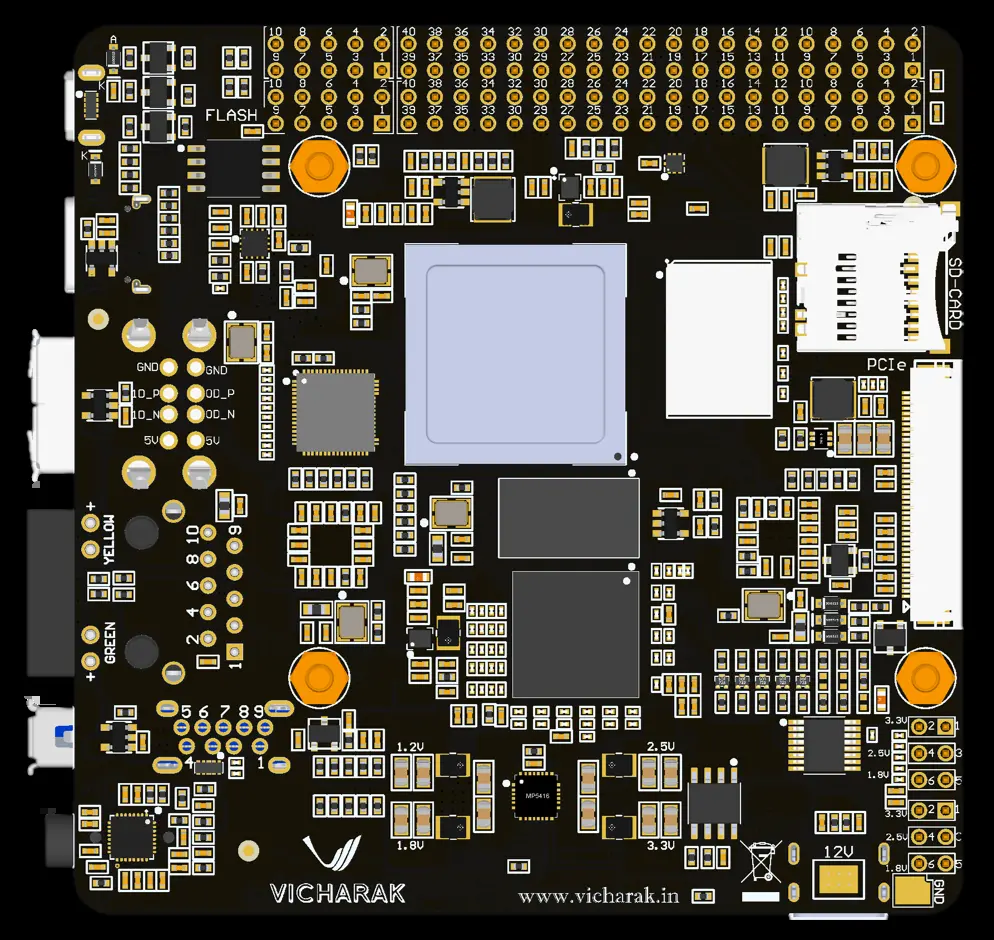 10 8 6 4 2 40 38 36 34 32 30 28 26 24 22 20 18 16 14 12 10 8 6 4 2
9 7 5 3 1 39 37 35 33 31 29 27 25 23 21 19 17 15 13 11 9 7 5 3 1
10 8 6 4 2 40 38 36 34 32 30 28 26 24 22 20 18 16 14 12 10 8 6 4 2
9 7 5 3 1 39 37 35 33 31 29 27 25 23 21 19 17 15 13 11 9 7 5 3 1
A
K
K
FLASH
SD-CARD
PCIe
GND GND
1D_P 0D_P
1D_N 0D_N
5V 5V
+
YELLOW
10 9
8
6
4
2
1
GREEN
+
5 6 7 8 9
4 1
1.2V 2.5V
MP5416
1.8V 3.3V
3.3V 2 1
2.5V 4 3
1.8V 6 5
3.3V 2 1
2.5V 4
1.8V 6 5
12V
GND
VICHARAK
www.vicharak.in